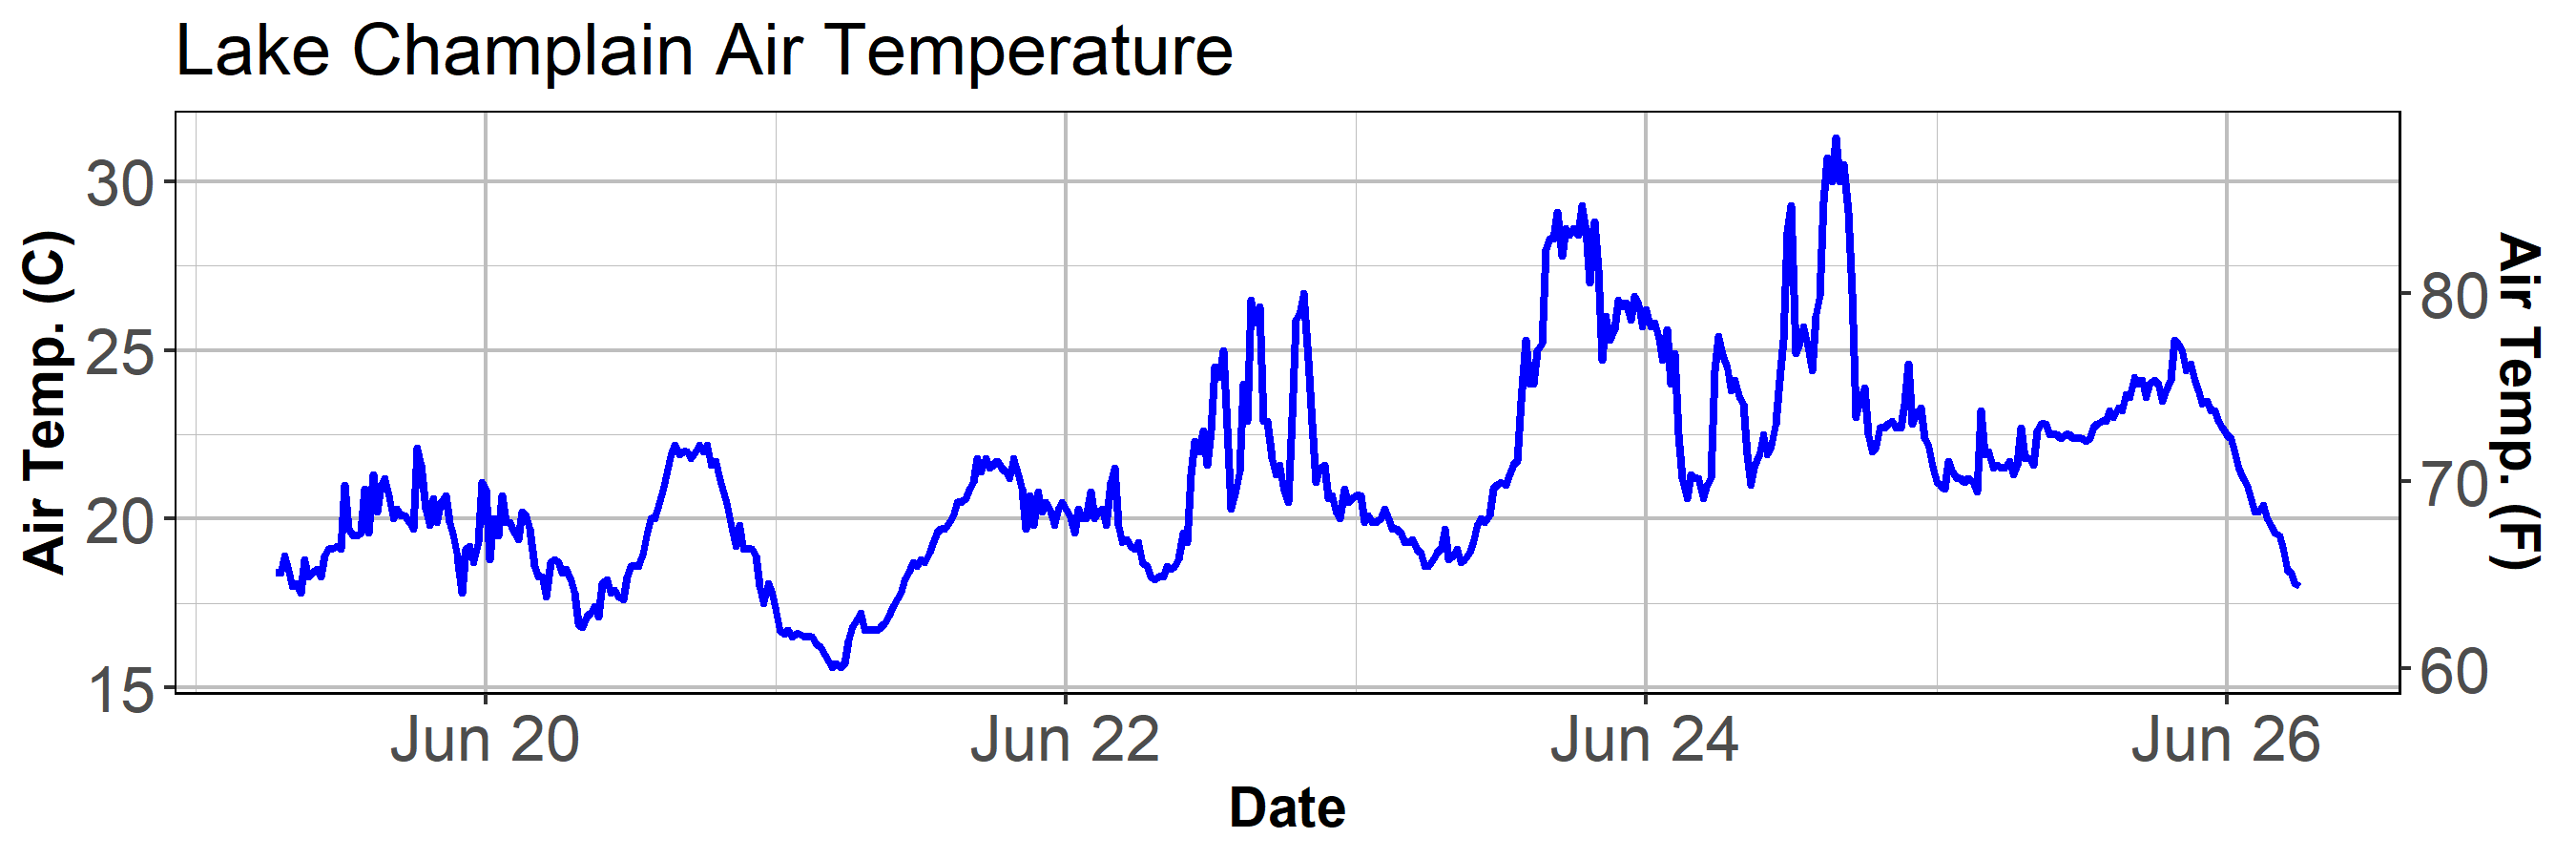 Lake Champlain Air Temperature
Air Temp. (C)
30
25
20
15
80
70
60
Air Temp. (F)
Jun 20 Jun 22 Jun 24 Jun 26
Date